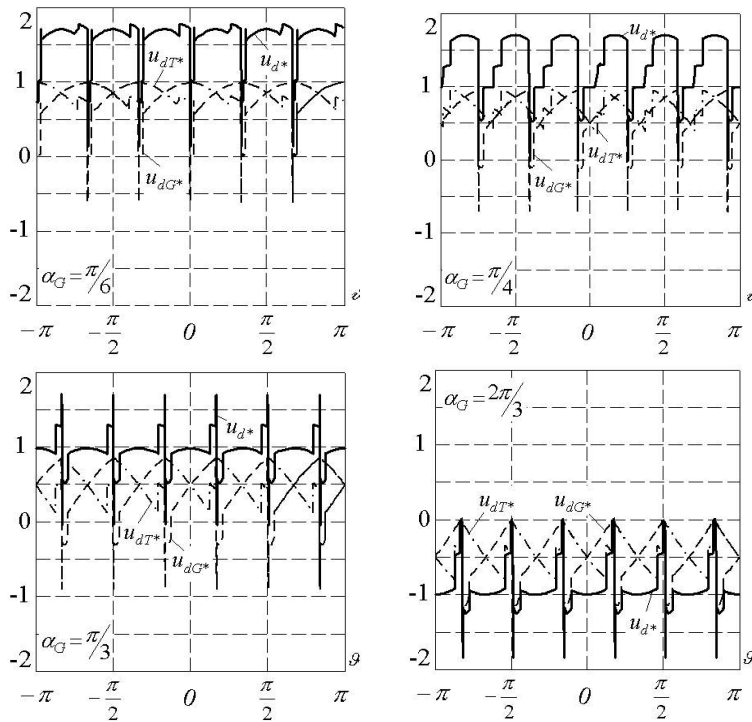 2
1
0
-1
-2
u_{dT*}
u_{d*}
u_{dG*}
α_G = π/6
-π
-π/2
0
π/2
π
ϑ
2
1
0
-1
-2
u_{d*}
u_{dT*}
u_{dG*}
α_G = π/4
-π
-π/2
0
π/2
π
2
1
0
-1
-2
u_{d*}
u_{dT*}
u_{dG*}
α_G = π/3
-π
-π/2
0
π/2
π
ϑ
2
α_G = 2π/3
1
0
-1
-2
u_{dT*}
u_{dG*}
u_{d*}
-π
-π/2
0
π/2
π
ϑ